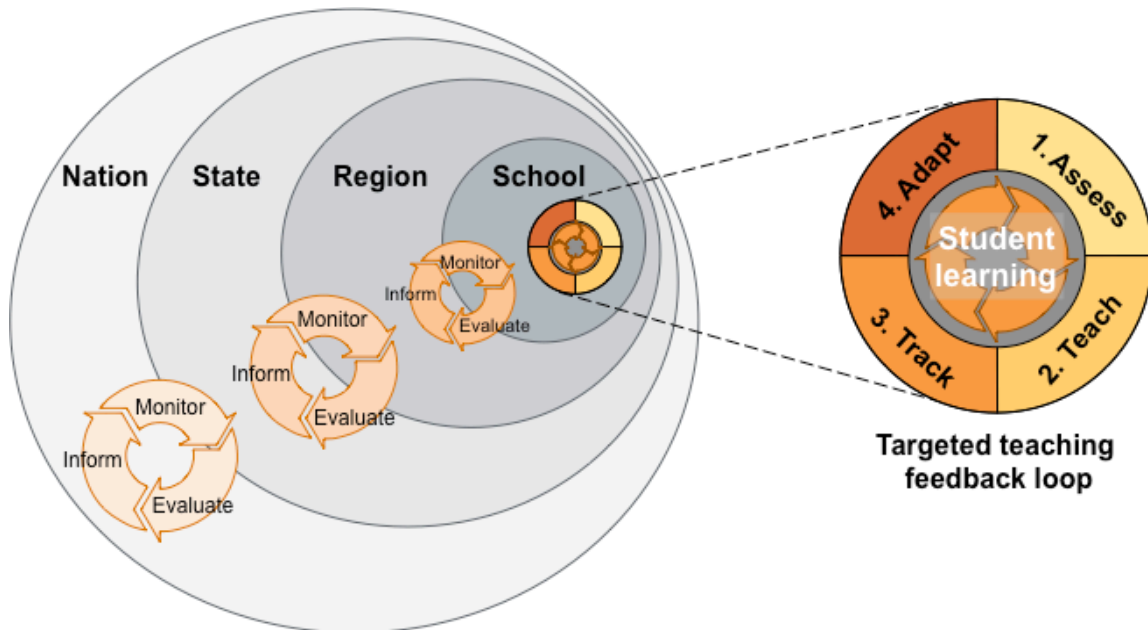 Nation
State
Region
School
Monitor
Inform
Evaluate
Monitor
Inform
Evaluate
Monitor
Inform
Evaluate
1. Assess
2. Teach
3. Track
4. Adapt
Student
learning
Targeted teaching
feedback loop